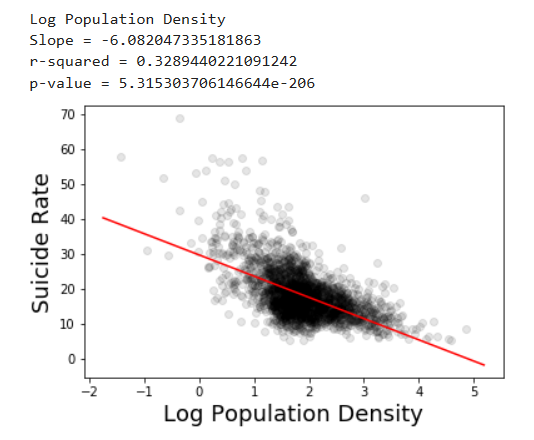 Log Population Density
Slope = -6.082047335181863
r-squared = 0.3289440221091242
p-value = 5.315303706146644e-206
70
60
50
40
30
20
10
0
Suicide Rate
−2
−1
0
1
2
3
4
5
Log Population Density